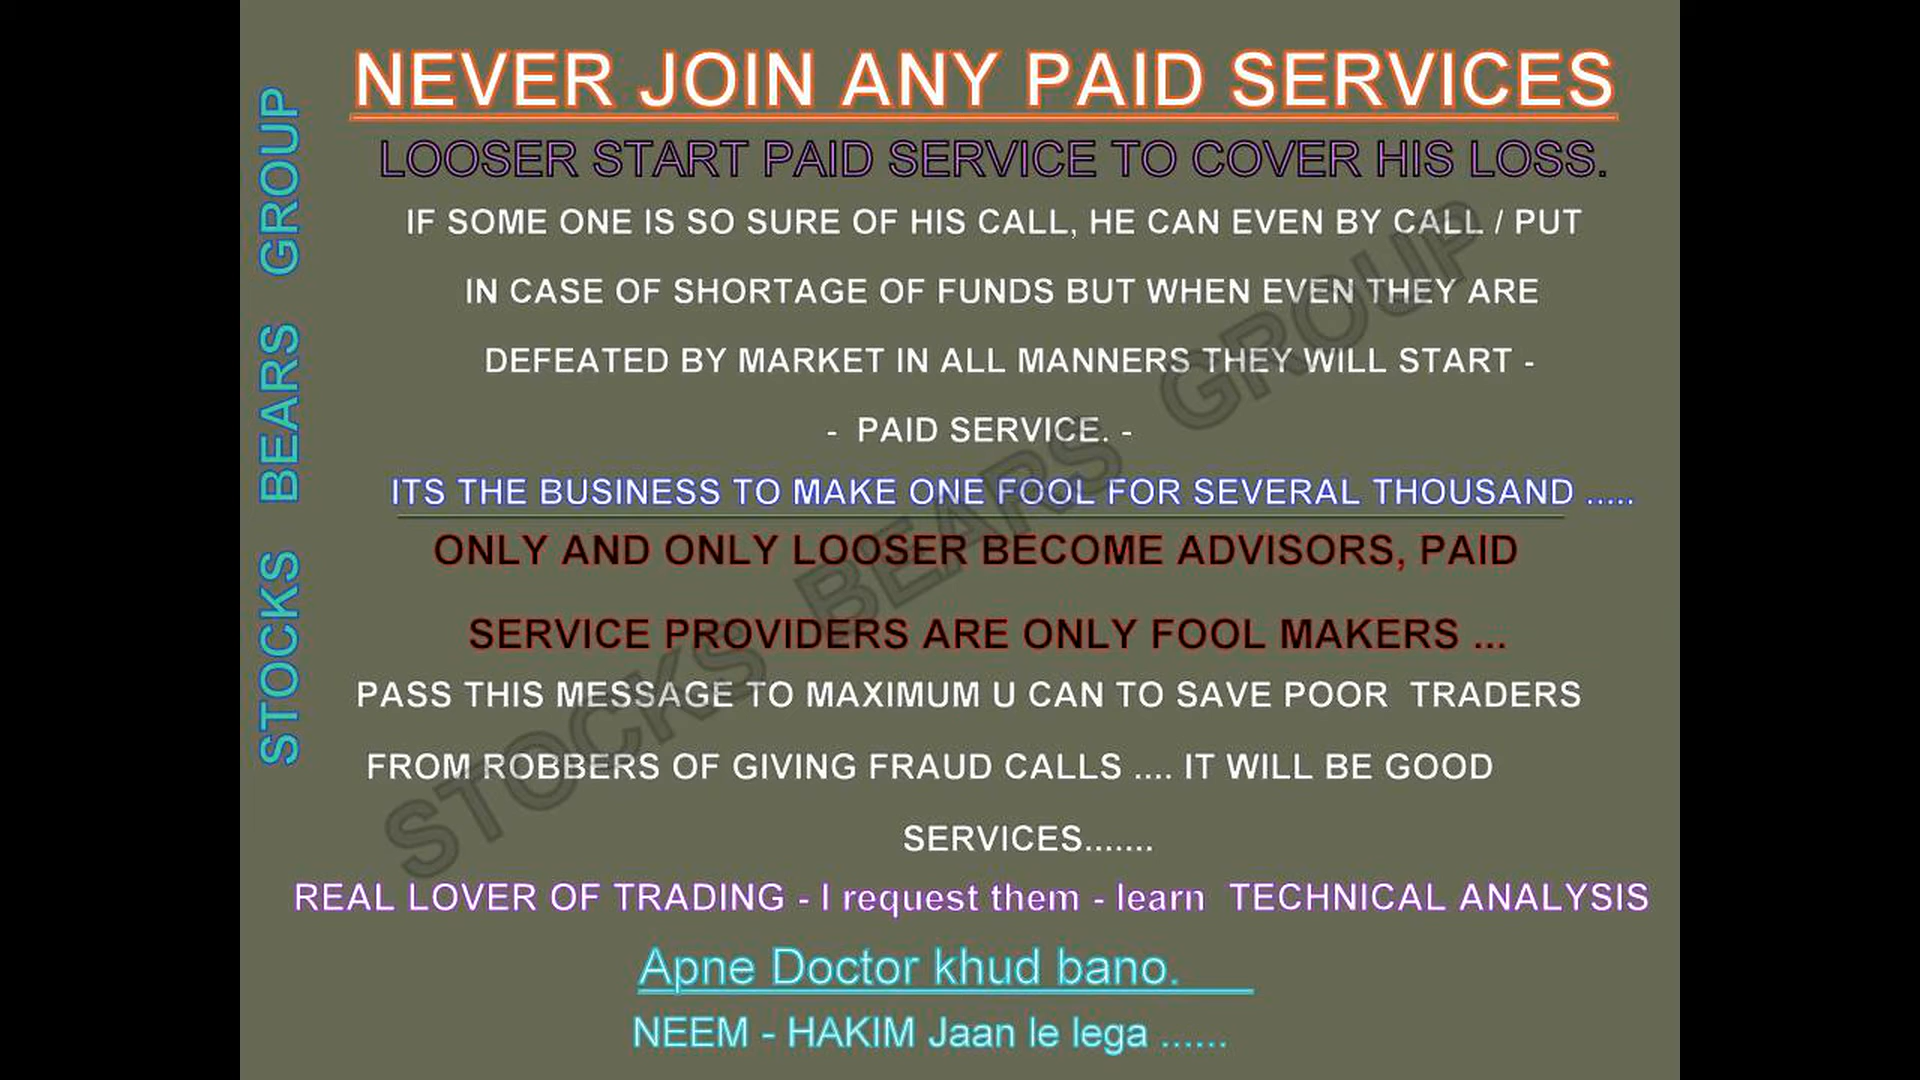 NEVER JOIN ANY PAID SERVICES
LOOSER START PAID SERVICE TO COVER HIS LOSS.
IF SOME ONE IS SO SURE OF HIS CALL, HE CAN EVEN BY CALL / PUT
IN CASE OF SHORTAGE OF FUNDS BUT WHEN EVEN THEY ARE
DEFEATED BY MARKET IN ALL MANNERS THEY WILL START -
- PAID SERVICE. -
ITS THE BUSINESS TO MAKE ONE FOOL FOR SEVERAL THOUSAND .....
ONLY AND ONLY LOOSER BECOME ADVISORS, PAID
SERVICE PROVIDERS ARE ONLY FOOL MAKERS ...
PASS THIS MESSAGE TO MAXIMUM U CAN TO SAVE POOR TRADERS
FROM ROBBERS OF GIVING FRAUD CALLS .... IT WILL BE GOOD
SERVICES.......
REAL LOVER OF TRADING - I request them - learn TECHNICAL ANALYSIS
Apne Doctor khud bano.
NEEM - HAKIM Jaan le lega ......
STOCKS BEARS GROUP
STOCKS BEARS GROUP